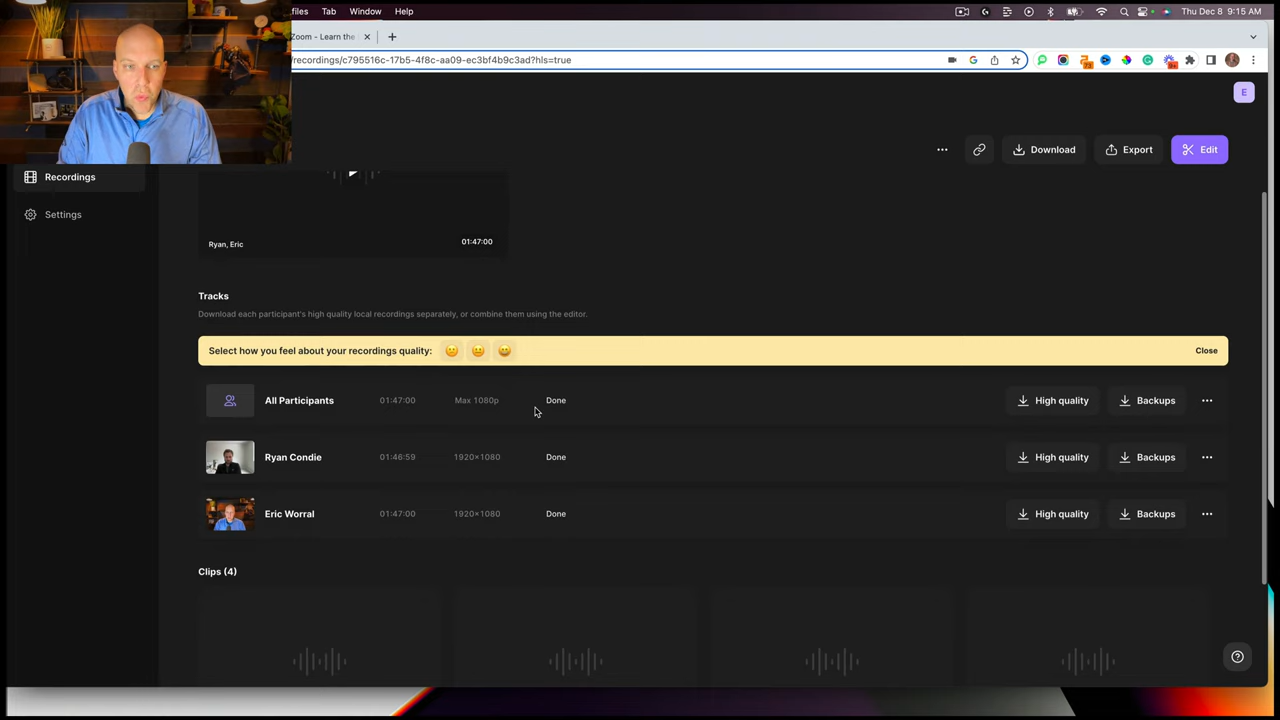 files Tab Window Help Thu Dec 8 9:15 AM
Zoom - Learn the
/recordings/c795516c-17b5-4f8c-aa09-ec3bf4b9c3ad?hls=true
E
Download Export Edit
Recordings
Settings
Ryan, Eric 01:47:00
Tracks
Download each participant's high quality local recordings separately, or combine them using the editor.
Select how you feel about your recordings quality: Close
All Participants 01:47:00 Max 1080p Done High quality Backups
Ryan Condie 01:46:59 1920×1080 Done High quality Backups
Eric Worral 01:47:00 1920×1080 Done High quality Backups
Clips (4)